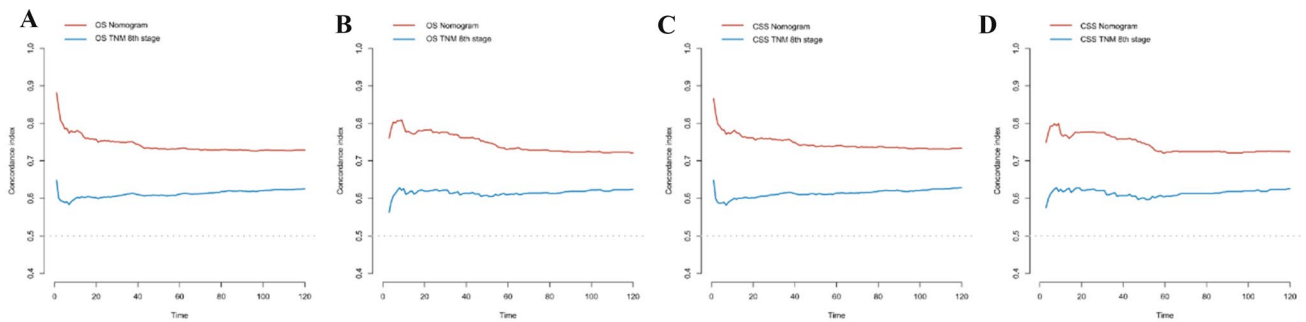 A
OS Nomogram
OS TNM 8th stage
Concordance index
1.0
0.9
0.8
0.7
0.6
0.5
0.4
0 20 40 60 80 100 120
Time
B
OS Nomogram
OS TNM 8th stage
Concordance index
1.0
0.9
0.8
0.7
0.6
0.5
0.4
0 20 40 60 80 100 120
Time
C
CSS Nomogram
CSS TNM 8th stage
Concordance index
1.0
0.9
0.8
0.7
0.6
0.5
0.4
0 20 40 60 80 100 120
Time
D
CSS Nomogram
CSS TNM 8th stage
Concordance index
1.0
0.9
0.8
0.7
0.6
0.5
0.4
0 20 40 60 80 100 120
Time